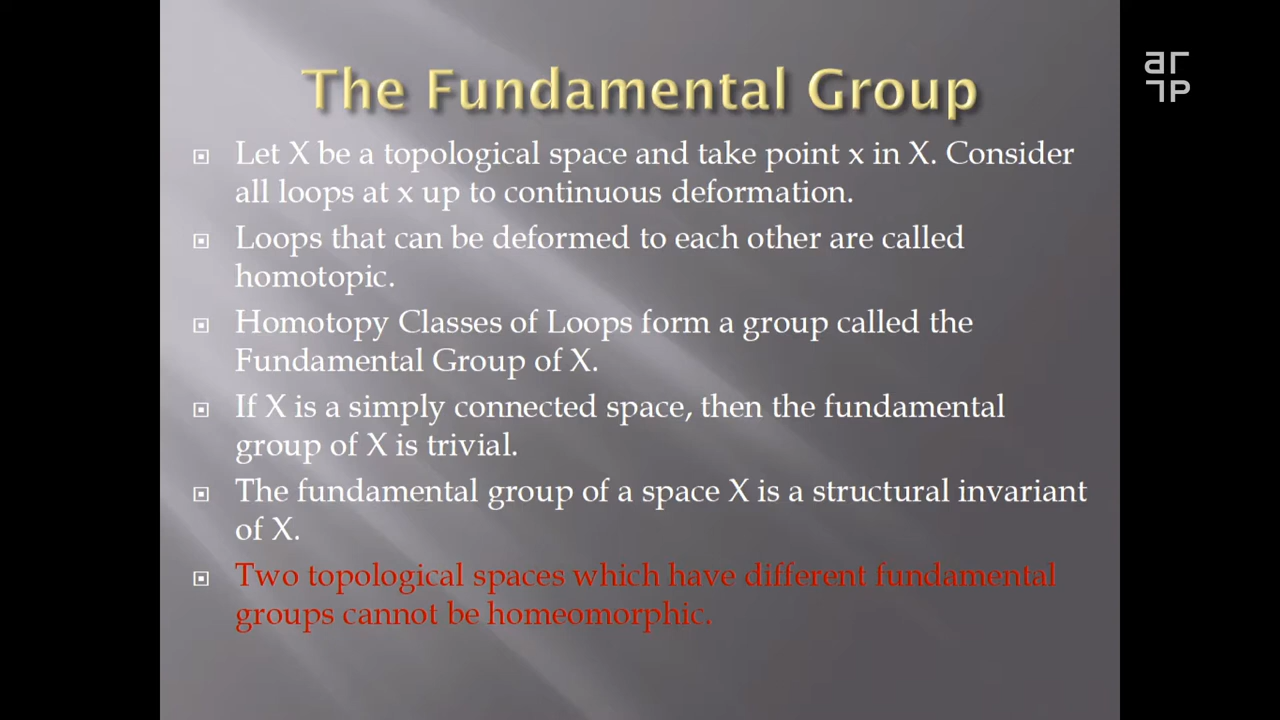 The Fundamental Group
ar
Let X be a topological space and take point x in X. Consider
all loops at x up to continuous deformation.
Loops that can be deformed to each other are called
homotopic.
Homotopy Classes of Loops form a group called the
Fundamental Group of X.
If X is a simply connected space, then the fundamental
group of X is trivial.
The fundamental group of a space X is a structural invariant
of X.
Two topological spaces which have different fundamental
groups cannot be homeomorphic.